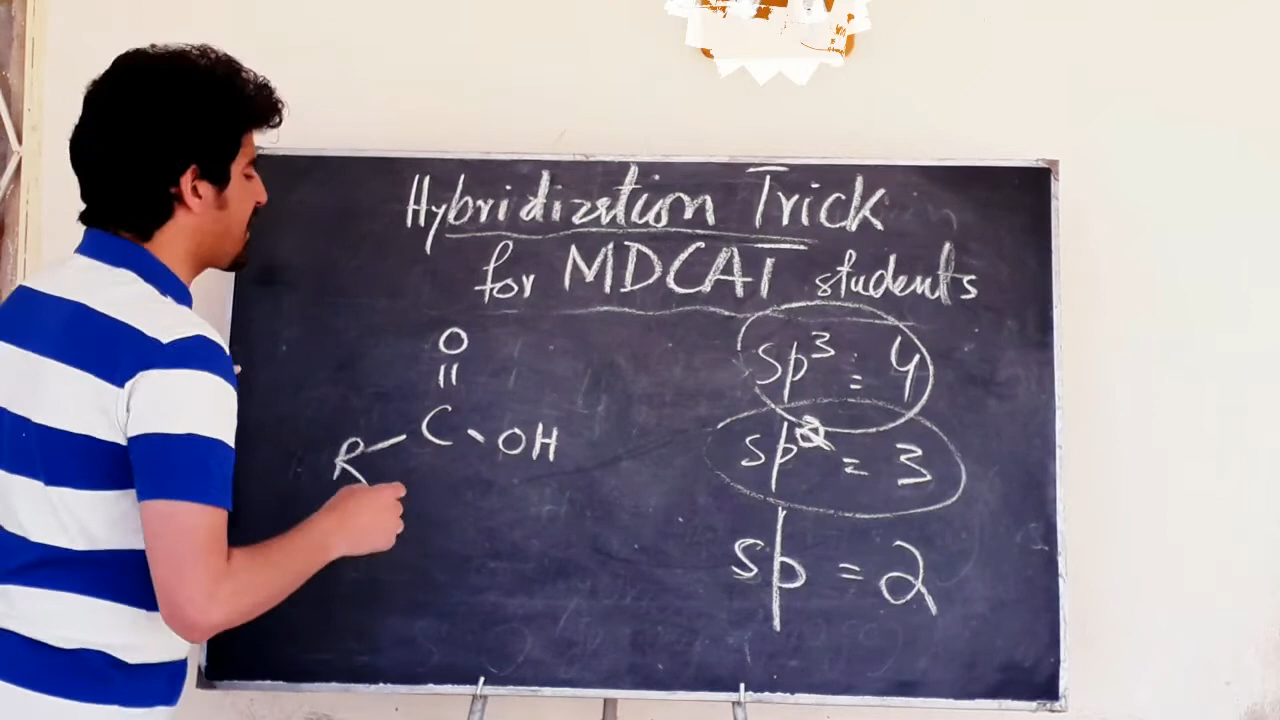 Hybridization Trick
for MDCAT students
O
||
R - C - OH
sp³ = 4
sp² = 3
sp = 2